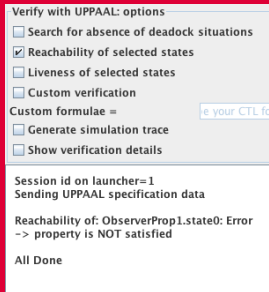 Verify with UPPAAL: options
Search for absence of deadock situations
Reachability of selected states
Liveness of selected states
Custom verification
Custom formulae =
e your CTL fo
Generate simulation trace
Show verification details
Session id on launcher=1
Sending UPPAAL specification data
Reachability of: ObserverProp1.state0: Error
-> property is NOT satisfied
All Done